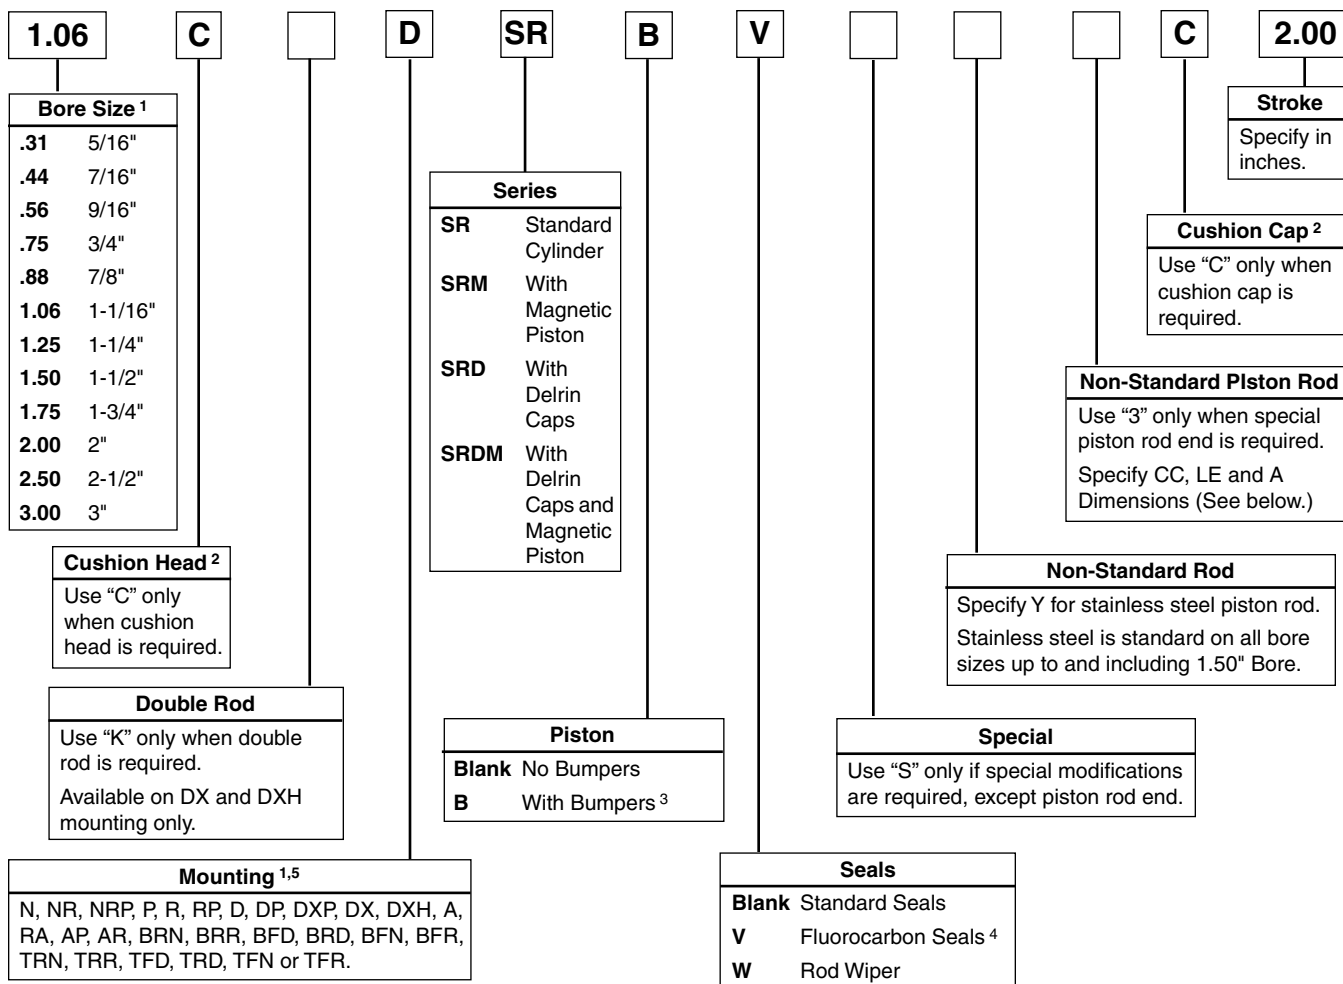 1.06 C D SR B V C 2.00
Bore Size 1
.31 5/16"
.44 7/16"
.56 9/16"
.75 3/4"
.88 7/8"
1.06 1-1/16"
1.25 1-1/4"
1.50 1-1/2"
1.75 1-3/4"
2.00 2"
2.50 2-1/2"
3.00 3"
Stroke
Specify in
inches.
Series
SR Standard
Cylinder
SRM With
Magnetic
Piston
SRD With
Delrin
Caps
SRDM With
Delrin
Caps and
Magnetic
Piston
Cushion Cap 2
Use “C” only when
cushion cap is
required.
Non-Standard PIston Rod
Use “3” only when special
piston rod end is required.
Specify CC, LE and A
Dimensions (See below.)
Cushion Head 2
Use “C” only
when cushion
head is required.
Non-Standard Rod
Specify Y for stainless steel piston rod.
Stainless steel is standard on all bore
sizes up to and including 1.50" Bore.
Double Rod
Use “K” only when double
rod is required.
Available on DX and DXH
mounting only.
Piston
Blank No Bumpers
B With Bumpers 3
Special
Use “S” only if special modifications
are required, except piston rod end.
Mounting 1,5
N, NR, NRP, P, R, RP, D, DP, DXP, DX, DXH, A,
RA, AP, AR, BRN, BRR, BFD, BRD, BFN, BFR,
TRN, TRR, TFD, TRD, TFN or TFR.
Seals
Blank Standard Seals
V Fluorocarbon Seals 4
W Rod Wiper